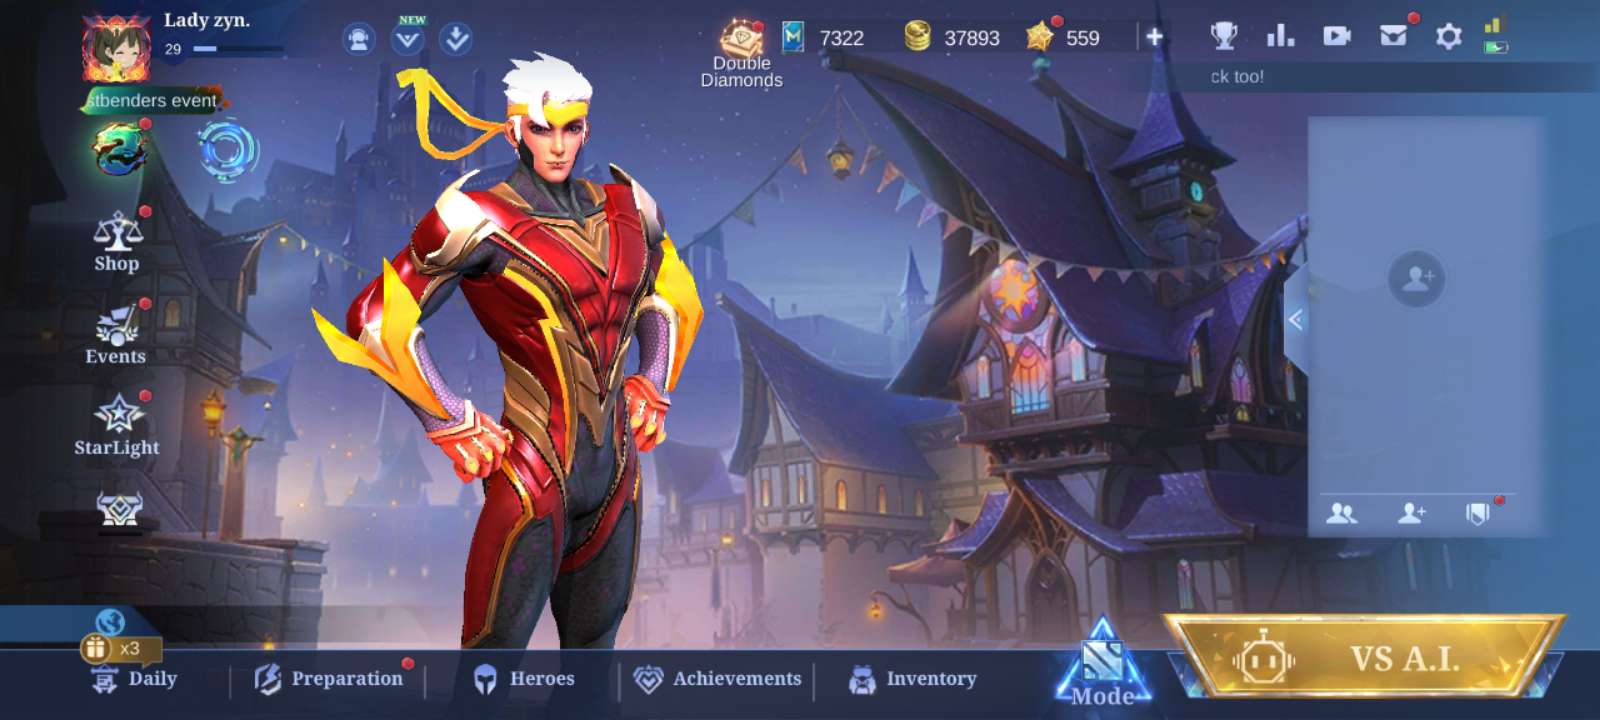 Lady zyn.
29
NEW
Double
Diamonds
7322
37893
559
ck too!
stbenders event
Shop
Events
StarLight
x3
Daily
Preparation
Heroes
Achievements
Inventory
Mode
VS A.I.